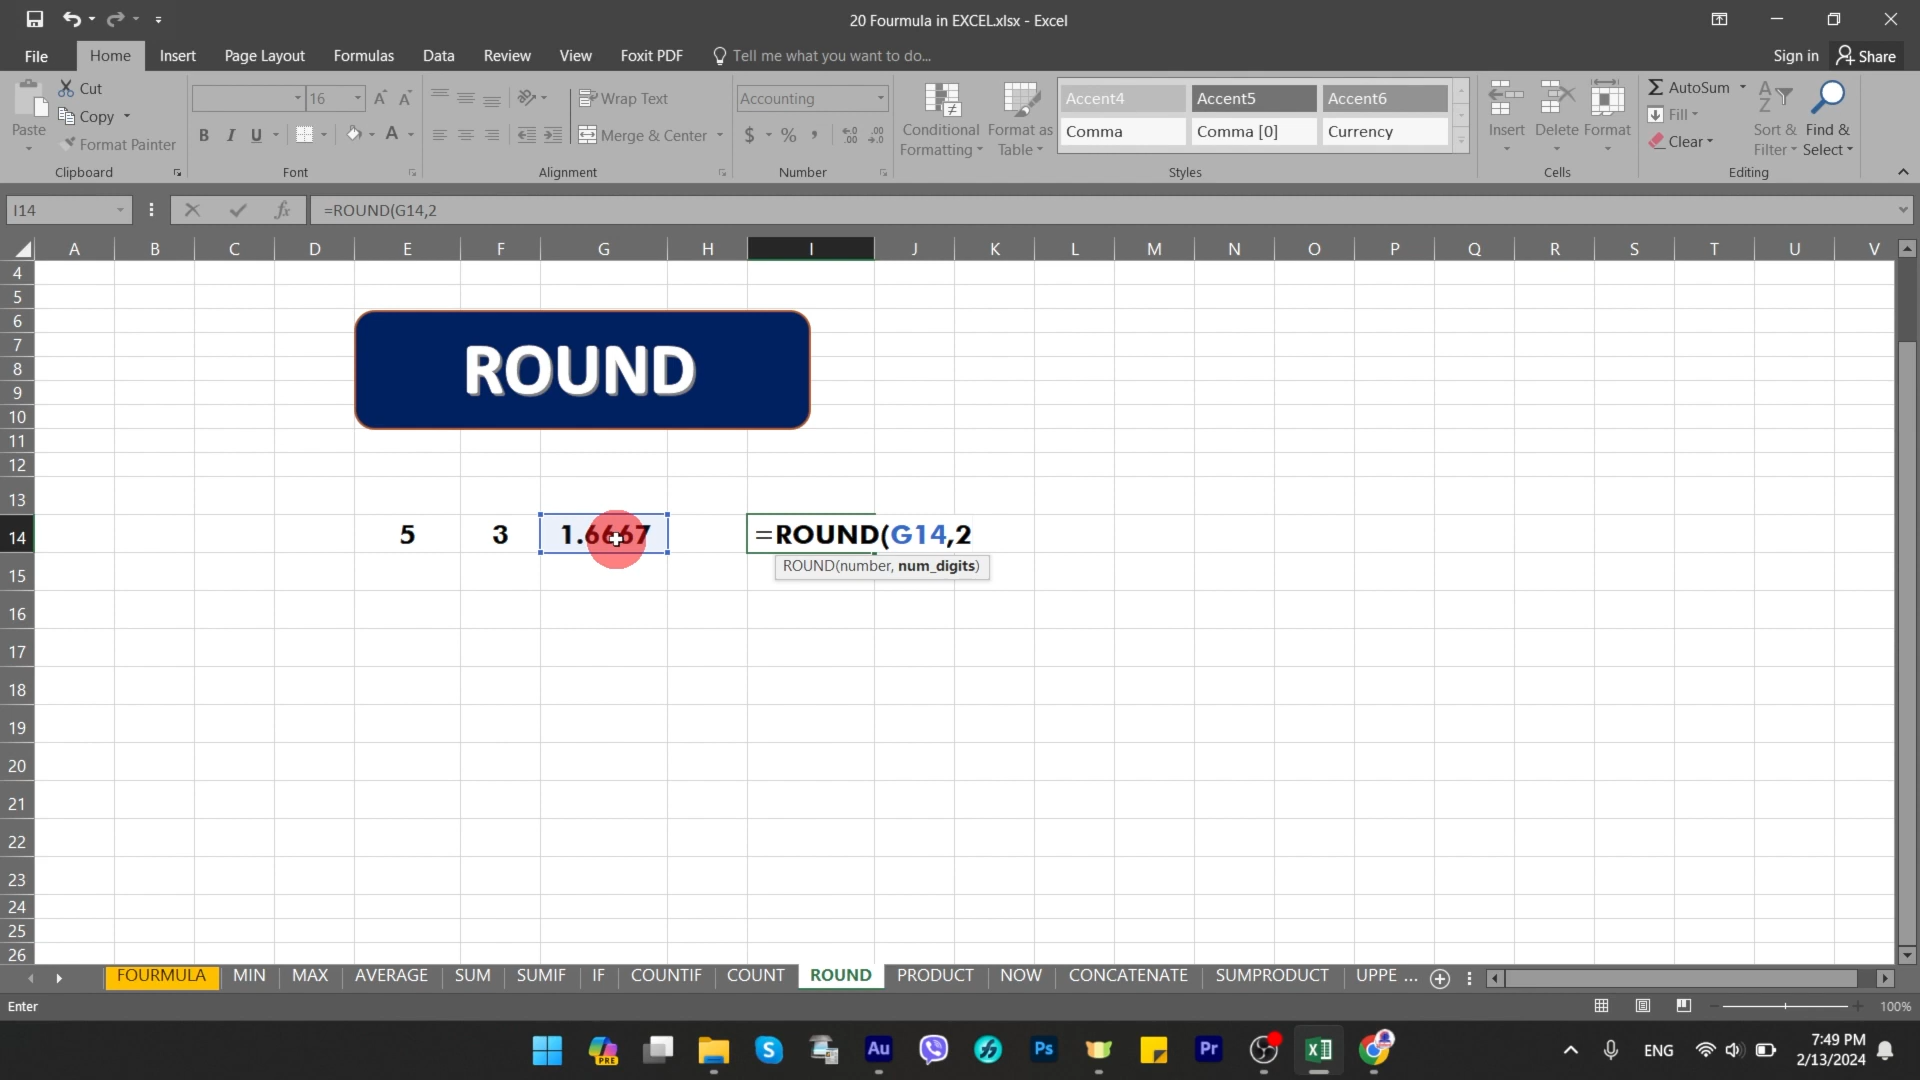 20 Fourmula in EXCEL.xlsx - Excel
File Home Insert Page Layout Formulas Data Review View Foxit PDF Tell me what you want to do... Sign in Share
Paste Cut Copy Format Painter
Clipboard
16
B I U A
Font
Wrap Text
Merge & Center
Alignment
Accounting
$ % ,
Number
Conditional Formatting
Format as Table
Accent4 Accent5 Accent6
Comma Comma [0] Currency
Styles
Insert Delete Format
Cells
AutoSum
Fill
Clear
Sort & Filter
Find & Select
Editing
I14 fx =ROUND(G14,2
A B C D E F G H I J K L M N O P Q R S T U V
4
5
6
7
8
9
10
11
12
13
14
15
16
17
18
19
20
21
22
23
24
25
26
ROUND
5 3 1.6667 =ROUND(G14,2
ROUND(number, num_digits)
FOURMULA MIN MAX AVERAGE SUM SUMIF IF COUNTIF COUNT ROUND PRODUCT NOW CONCATENATE SUMPRODUCT UPPE ...
Enter 100%
PRE S Au Ps Pr ENG 7:49 PM
2/13/2024